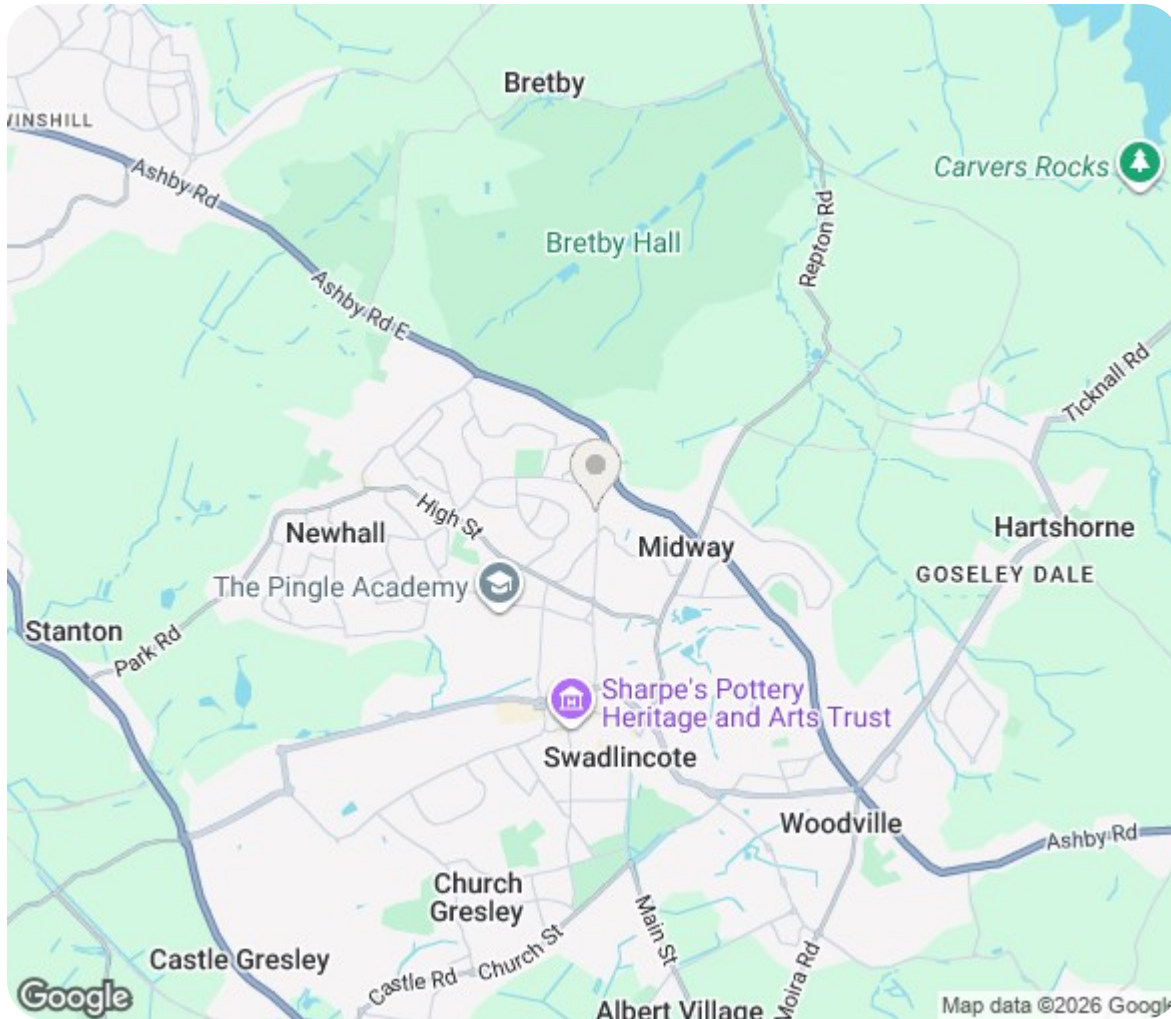 Bretby
VINSHILL
Ashby Rd
Carvers Rocks
Repton Rd
Bretby Hall
Ashby Rd E
Ticknall Rd
High St
Newhall
Midway
Hartshorne
GOSELEY DALE
The Pingle Academy
Stanton
Park Rd
Sharpe's Pottery
Heritage and Arts Trust
Swadlincote
Woodville
Ashby Rd
Church
Gresley
Main St
Church St
Castle Gresley
Castle Rd
Moira Rd
Albert Village
Google
Map data ©2026 Google